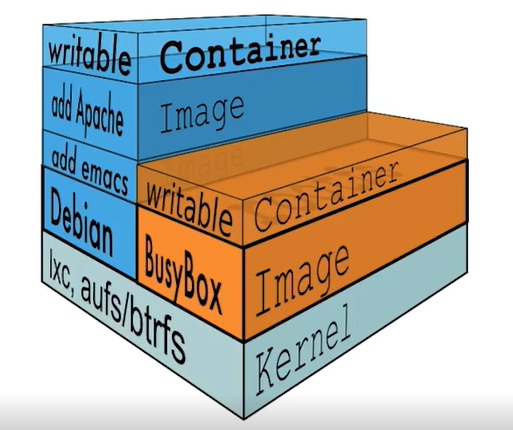 writable Container
add Apache Image
add emacs Image
writable Container
Debian
BusyBox Image
lxc, aufs/btrfs Kernel